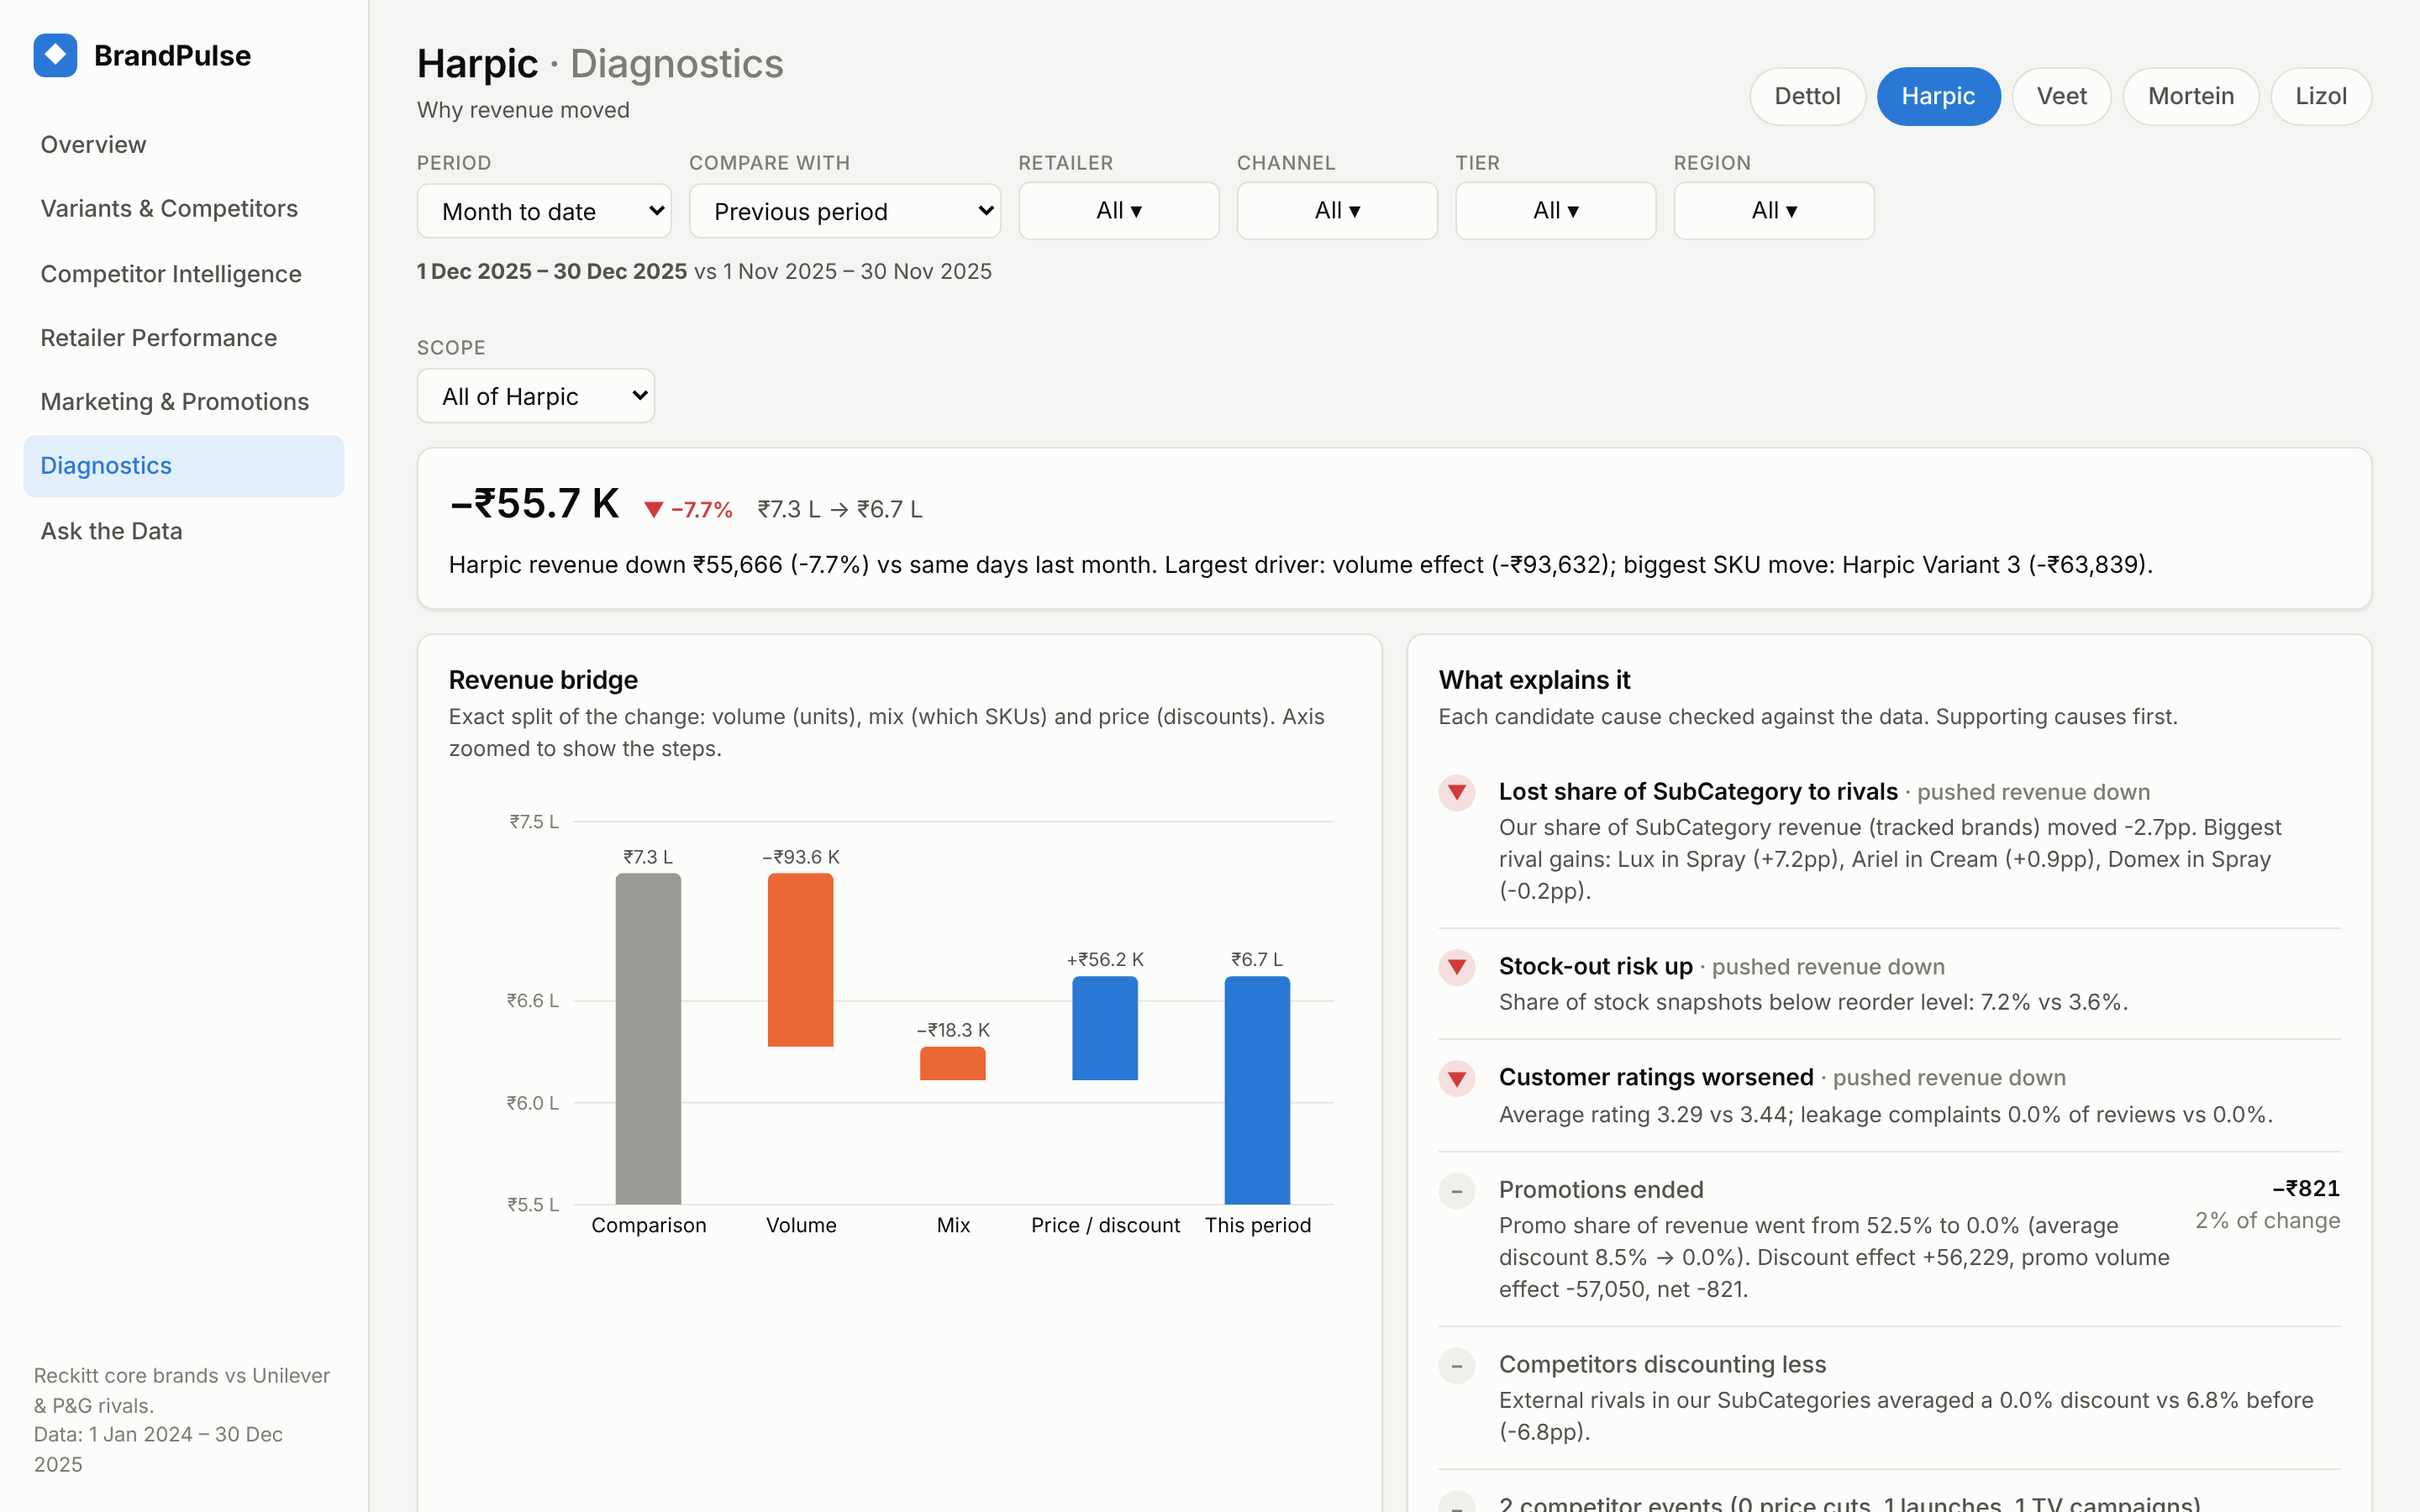 BrandPulse
Overview
Variants & Competitors
Competitor Intelligence
Retailer Performance
Marketing & Promotions
Diagnostics
Ask the Data
Reckitt core brands vs Unilever
& P&G rivals.
Data: 1 Jan 2024 – 30 Dec
2025
Harpic · Diagnostics
Why revenue moved
Dettol
Harpic
Veet
Mortein
Lizol
PERIOD
COMPARE WITH
RETAILER
CHANNEL
TIER
REGION
Month to date
Previous period
All ▾
All ▾
All ▾
All ▾
1 Dec 2025 – 30 Dec 2025 vs 1 Nov 2025 – 30 Nov 2025
SCOPE
All of Harpic
−₹55.7 K ▼ −7.7% ₹7.3 L → ₹6.7 L
Harpic revenue down ₹55,666 (-7.7%) vs same days last month. Largest driver: volume effect (-₹93,632); biggest SKU move: Harpic Variant 3 (-₹63,839).
Revenue bridge
Exact split of the change: volume (units), mix (which SKUs) and price (discounts). Axis
zoomed to show the steps.
₹7.5 L
₹6.6 L
₹6.0 L
₹5.5 L
₹7.3 L
−₹93.6 K
−₹18.3 K
+₹56.2 K
₹6.7 L
Comparison
Volume
Mix
Price / discount
This period
What explains it
Each candidate cause checked against the data. Supporting causes first.
Lost share of SubCategory to rivals · pushed revenue down
Our share of SubCategory revenue (tracked brands) moved -2.7pp. Biggest
rival gains: Lux in Spray (+7.2pp), Ariel in Cream (+0.9pp), Domex in Spray
(-0.2pp).
Stock-out risk up · pushed revenue down
Share of stock snapshots below reorder level: 7.2% vs 3.6%.
Customer ratings worsened · pushed revenue down
Average rating 3.29 vs 3.44; leakage complaints 0.0% of reviews vs 0.0%.
Promotions ended
−₹821
2% of change
Promo share of revenue went from 52.5% to 0.0% (average
discount 8.5% → 0.0%). Discount effect +56,229, promo volume
effect -57,050, net -821.
Competitors discounting less
External rivals in our SubCategories averaged a 0.0% discount vs 6.8% before
(-6.8pp).
2 competitor events (0 price cuts, 1 launches, 1 TV campaigns)